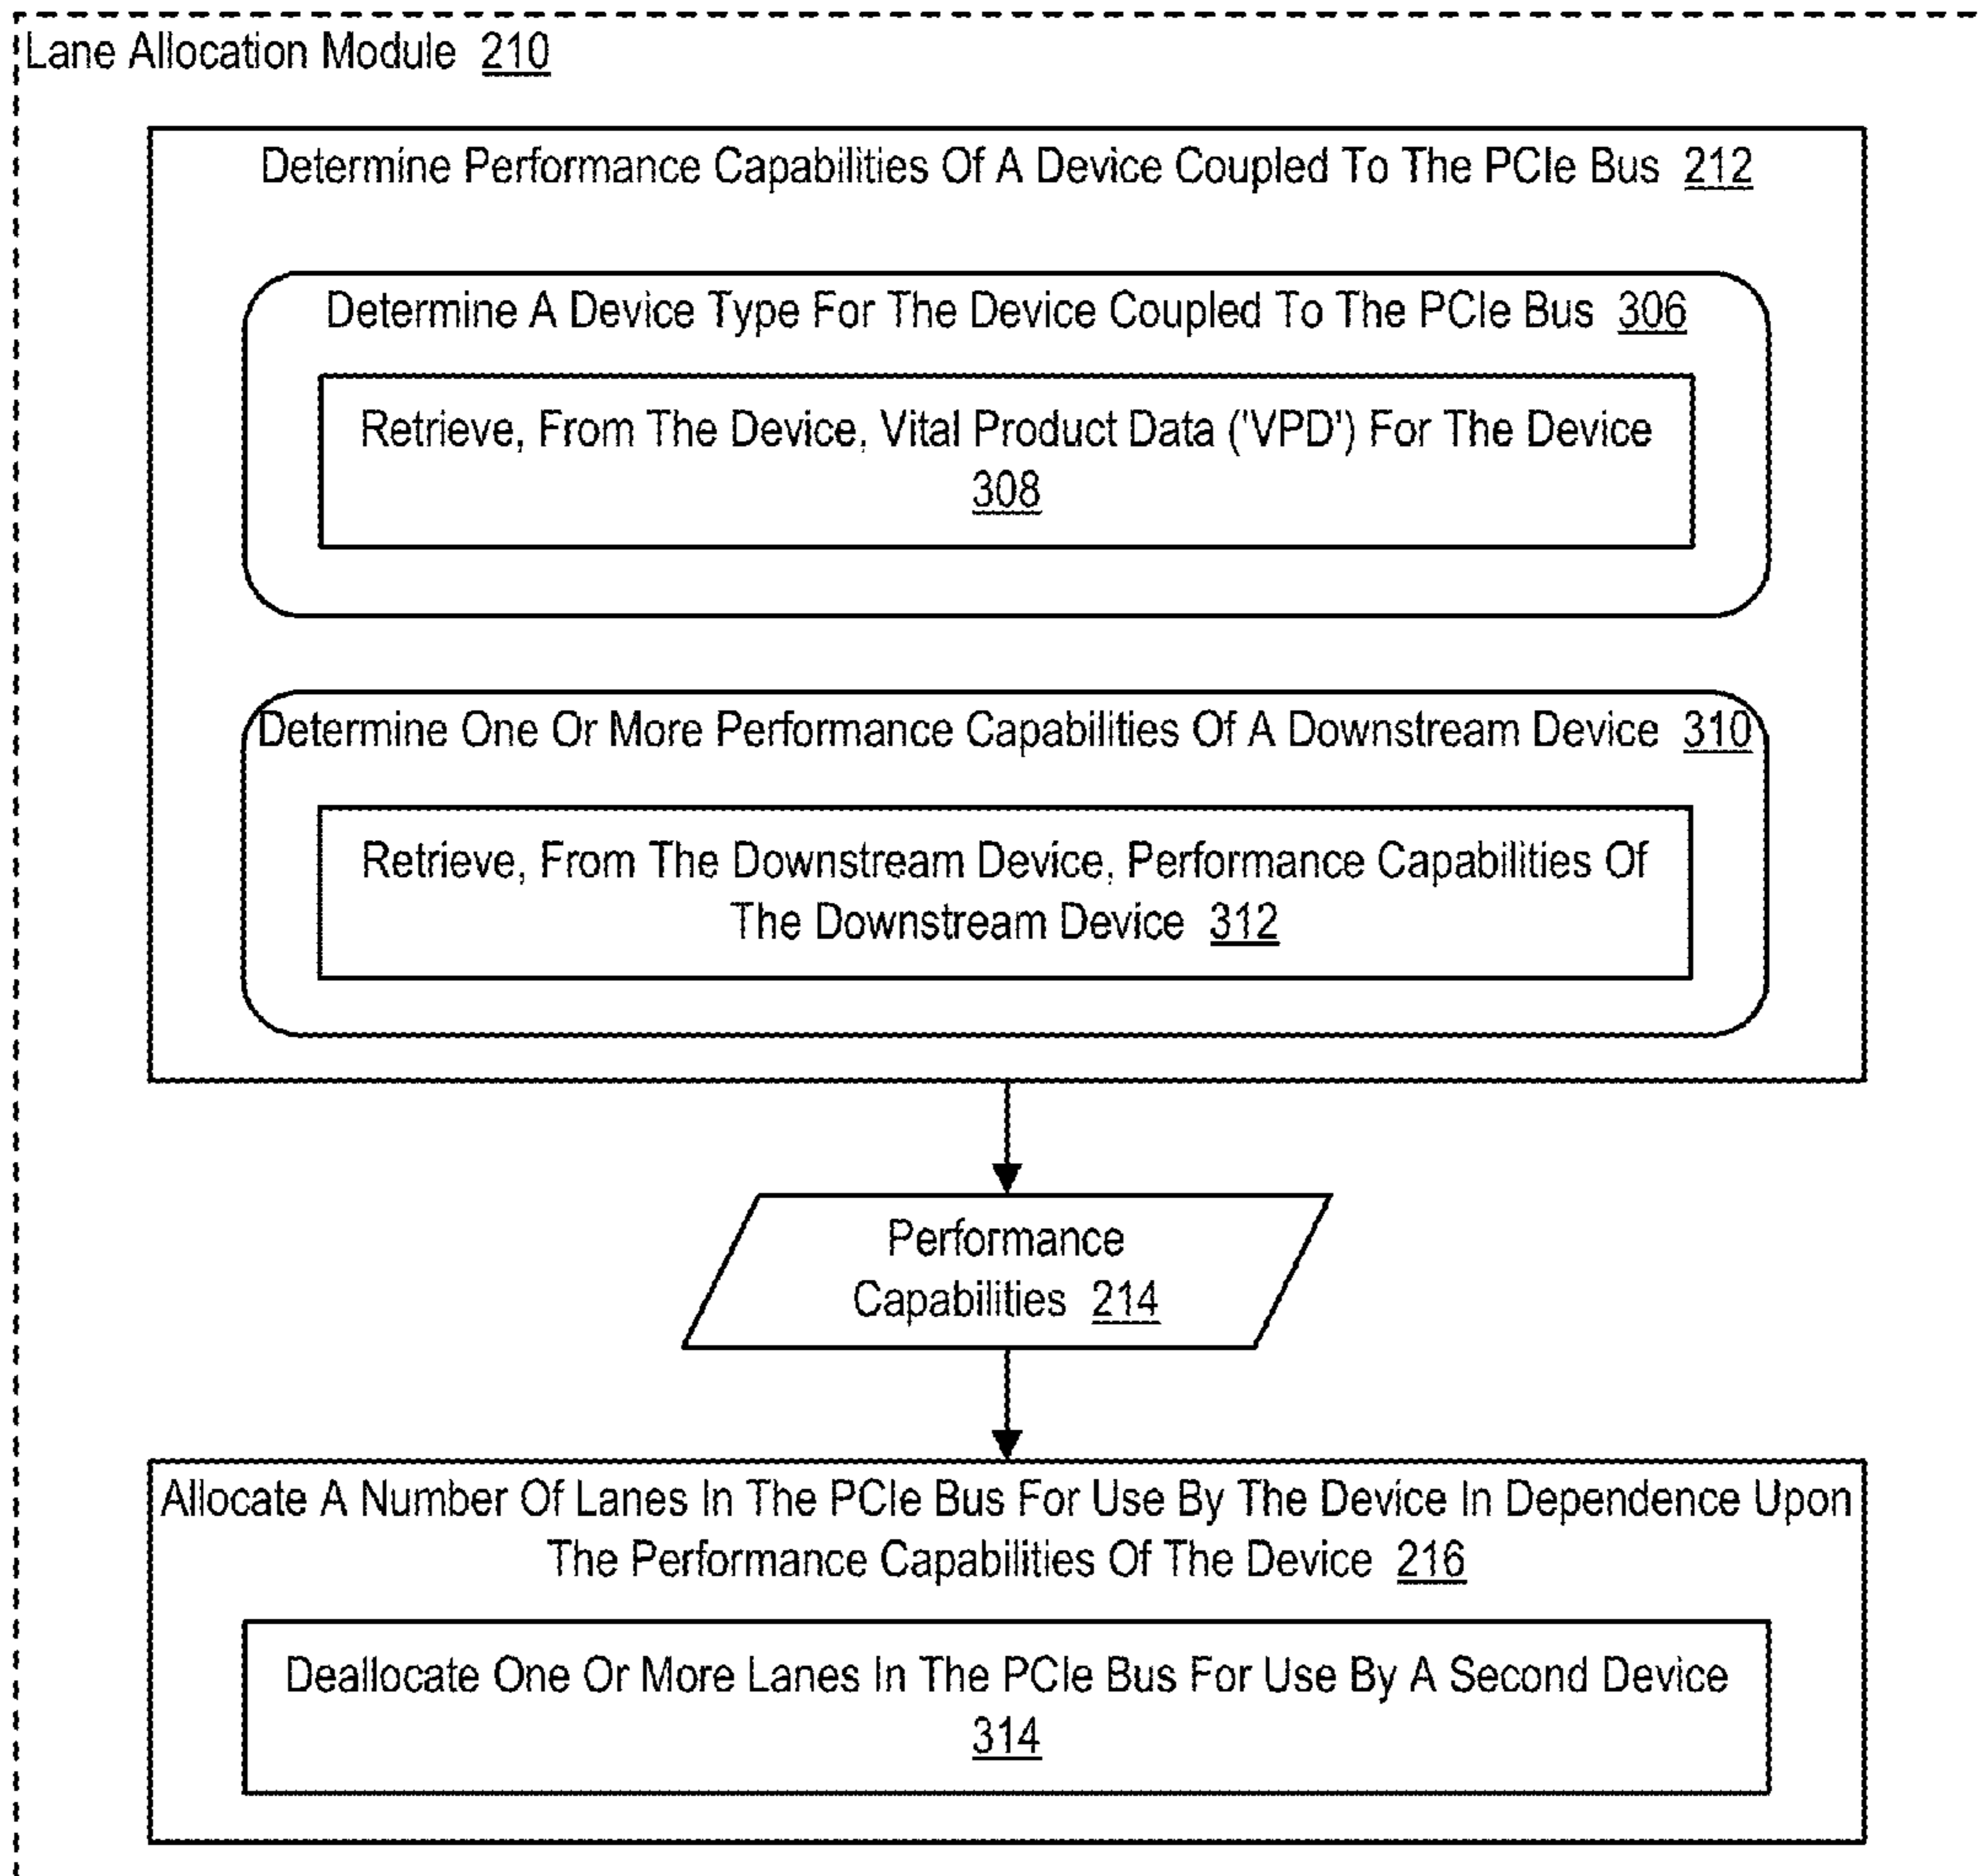 Lane Allocation Module 210
Determine Performance Capabilities Of A Device Coupled To The PCIe Bus 212
Determine A Device Type For The Device Coupled To The PCIe Bus 306
Retrieve, From The Device, Vital Product Data ('VPD') For The Device
308
Determine One Or More Performance Capabilities Of A Downstream Device 310
Retrieve, From The Downstream Device, Performance Capabilities Of
The Downstream Device 312
Performance
Capabilities 214
Allocate A Number Of Lanes In The PCIe Bus For Use By The Device In Dependence Upon
The Performance Capabilities Of The Device 216
Deallocate One Or More Lanes In The PCIe Bus For Use By A Second Device
314